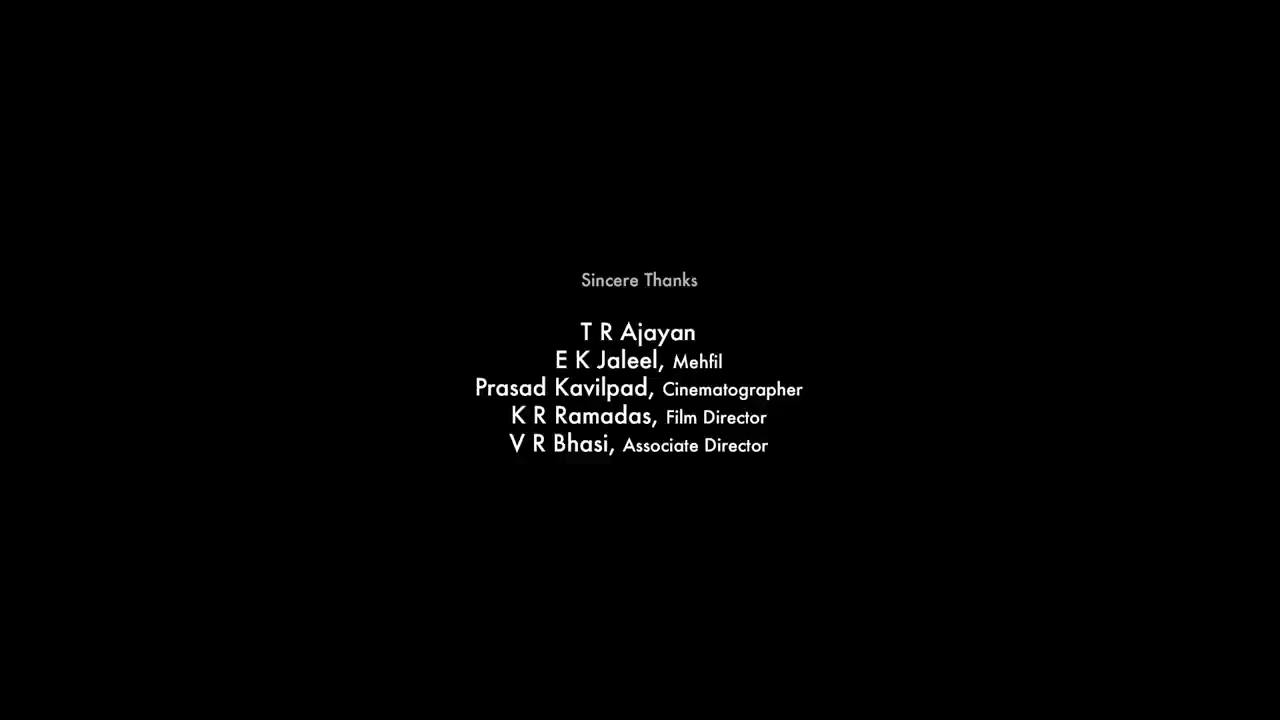 Sincere Thanks
T R Ajayan
E K Jaleel, Mehfil
Prasad Kavilpad, Cinematographer
K R Ramadas, Film Director
V R Bhasi, Associate Director